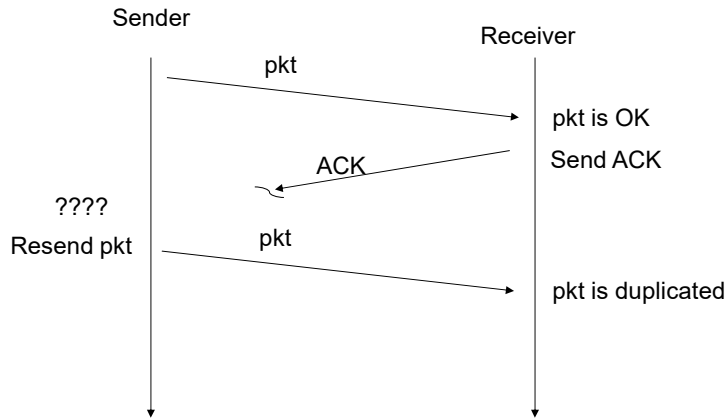 Sender
Receiver
pkt
pkt is OK
ACK
Send ACK
????
Resend pkt
pkt
pkt is duplicated